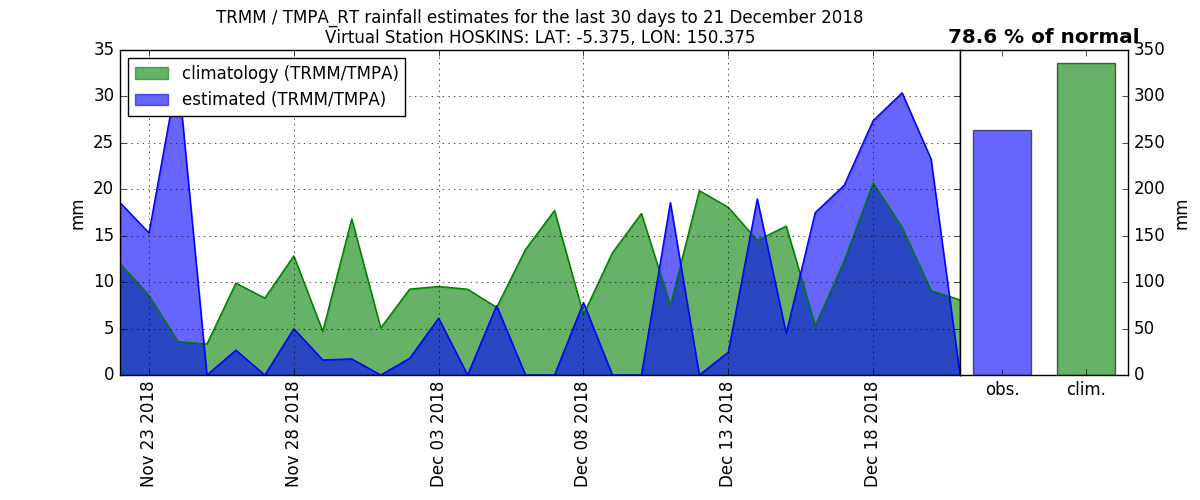 TRMM / TMPA_RT rainfall estimates for the last 30 days to 21 December 2018
Virtual Station HOSKINS: LAT: -5.375, LON: 150.375
78.6 % of normal
climatology (TRMM/TMPA)
estimated (TRMM/TMPA)
35
30
25
20
15
10
5
0
mm
Nov 23 2018
Nov 28 2018
Dec 03 2018
Dec 08 2018
Dec 13 2018
Dec 18 2018
350
300
250
200
150
100
50
0
mm
obs.
clim.